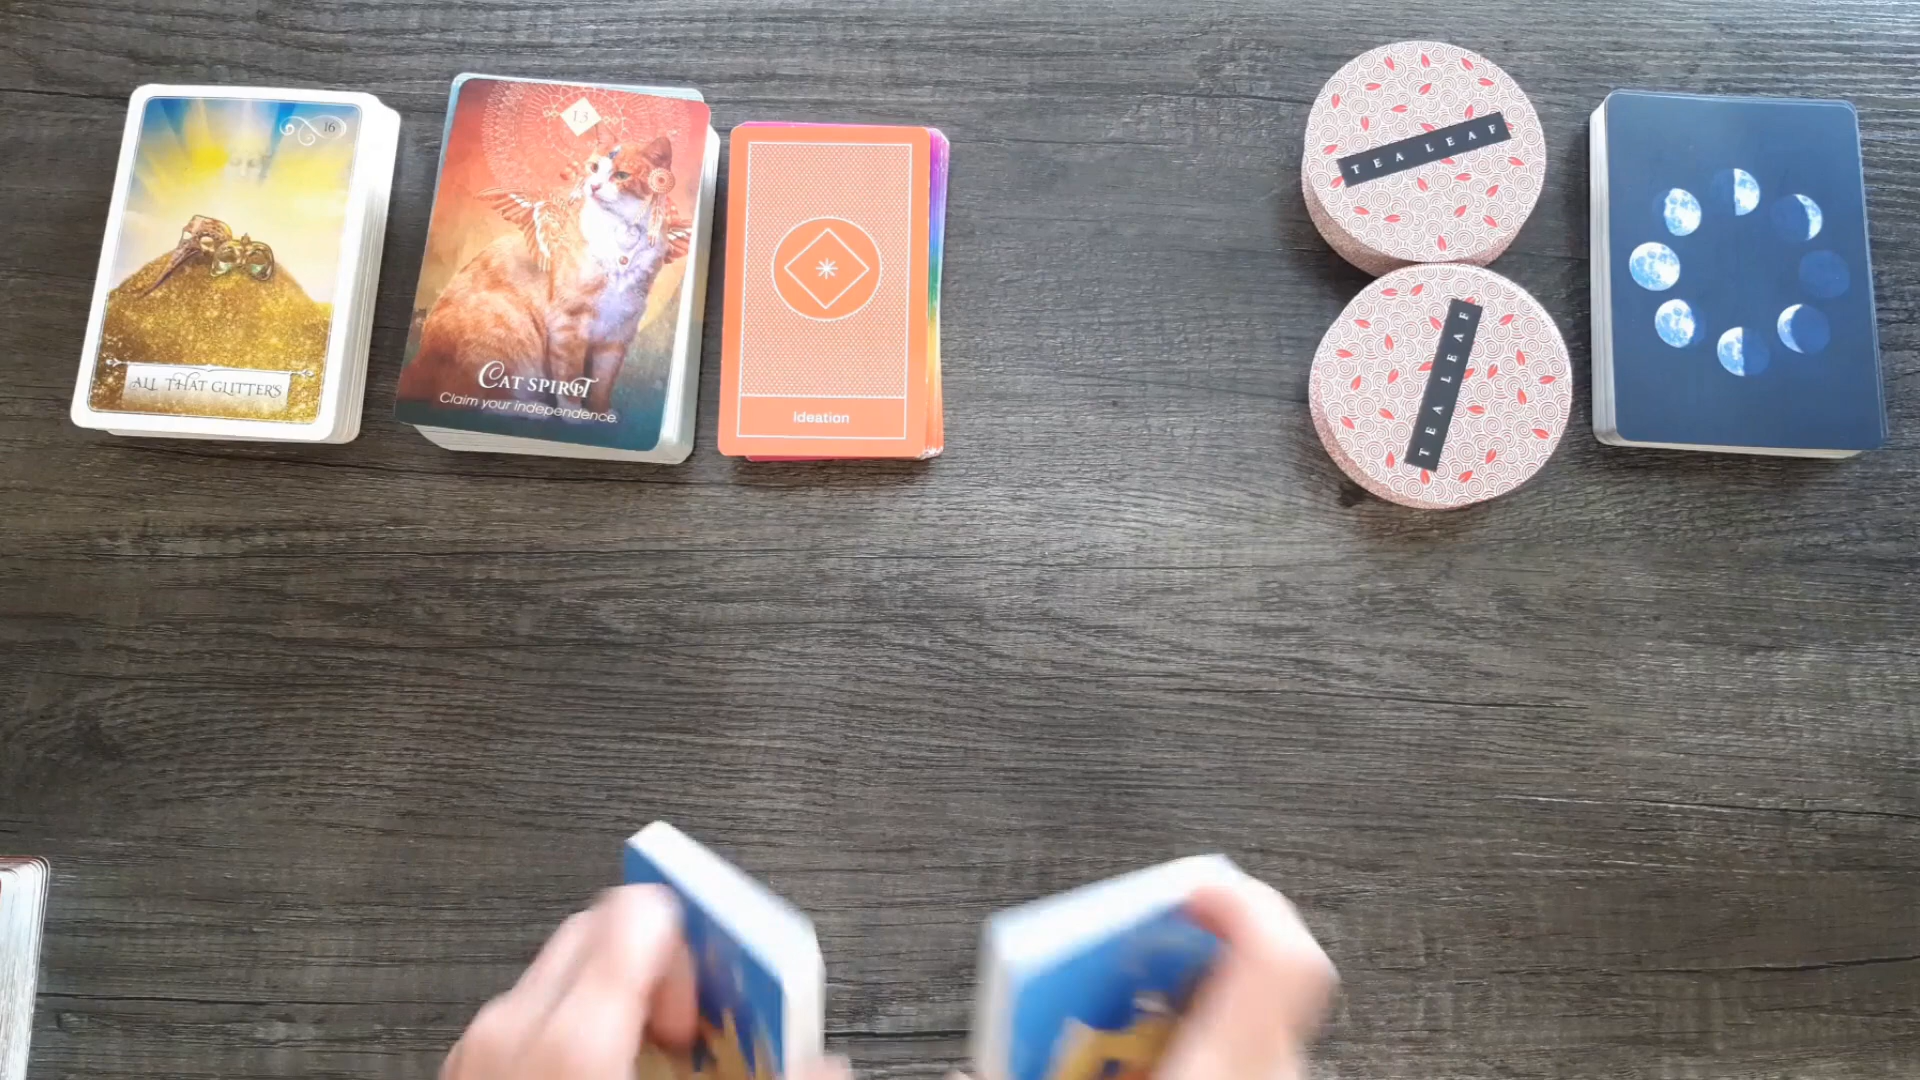 16
ALL THAT GLITTERS
13
CAT SPIRIT
Claim your independence.
Ideation
TEA LEAF
TEA LEAF